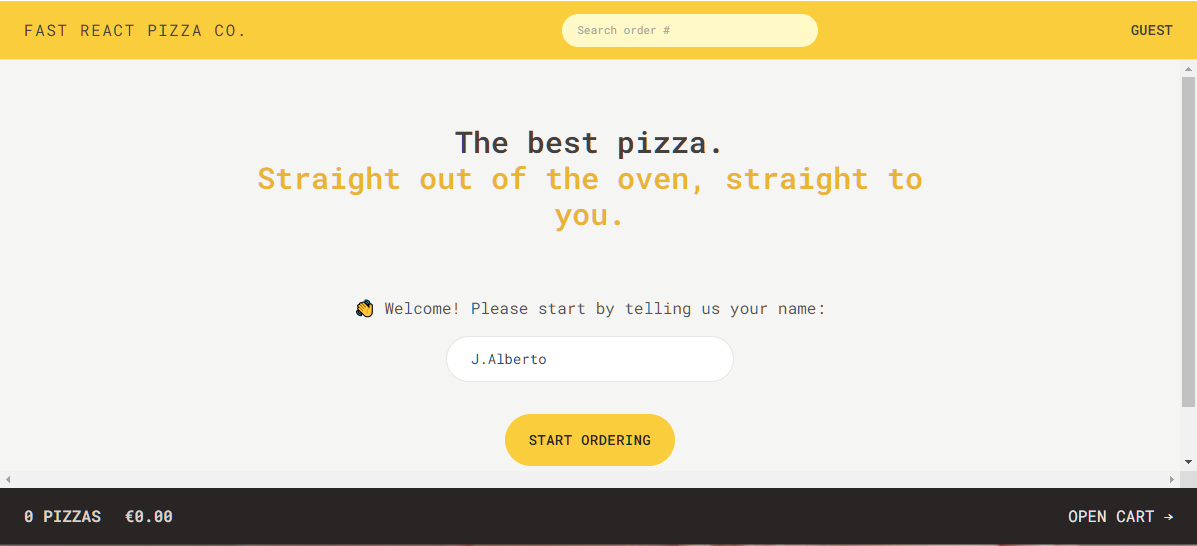 FAST REACT PIZZA CO.
Search order #
GUEST
The best pizza.
Straight out of the oven, straight to
you.
👋 Welcome! Please start by telling us your name:
J.Alberto
START ORDERING
0 PIZZAS €0.00
OPEN CART →